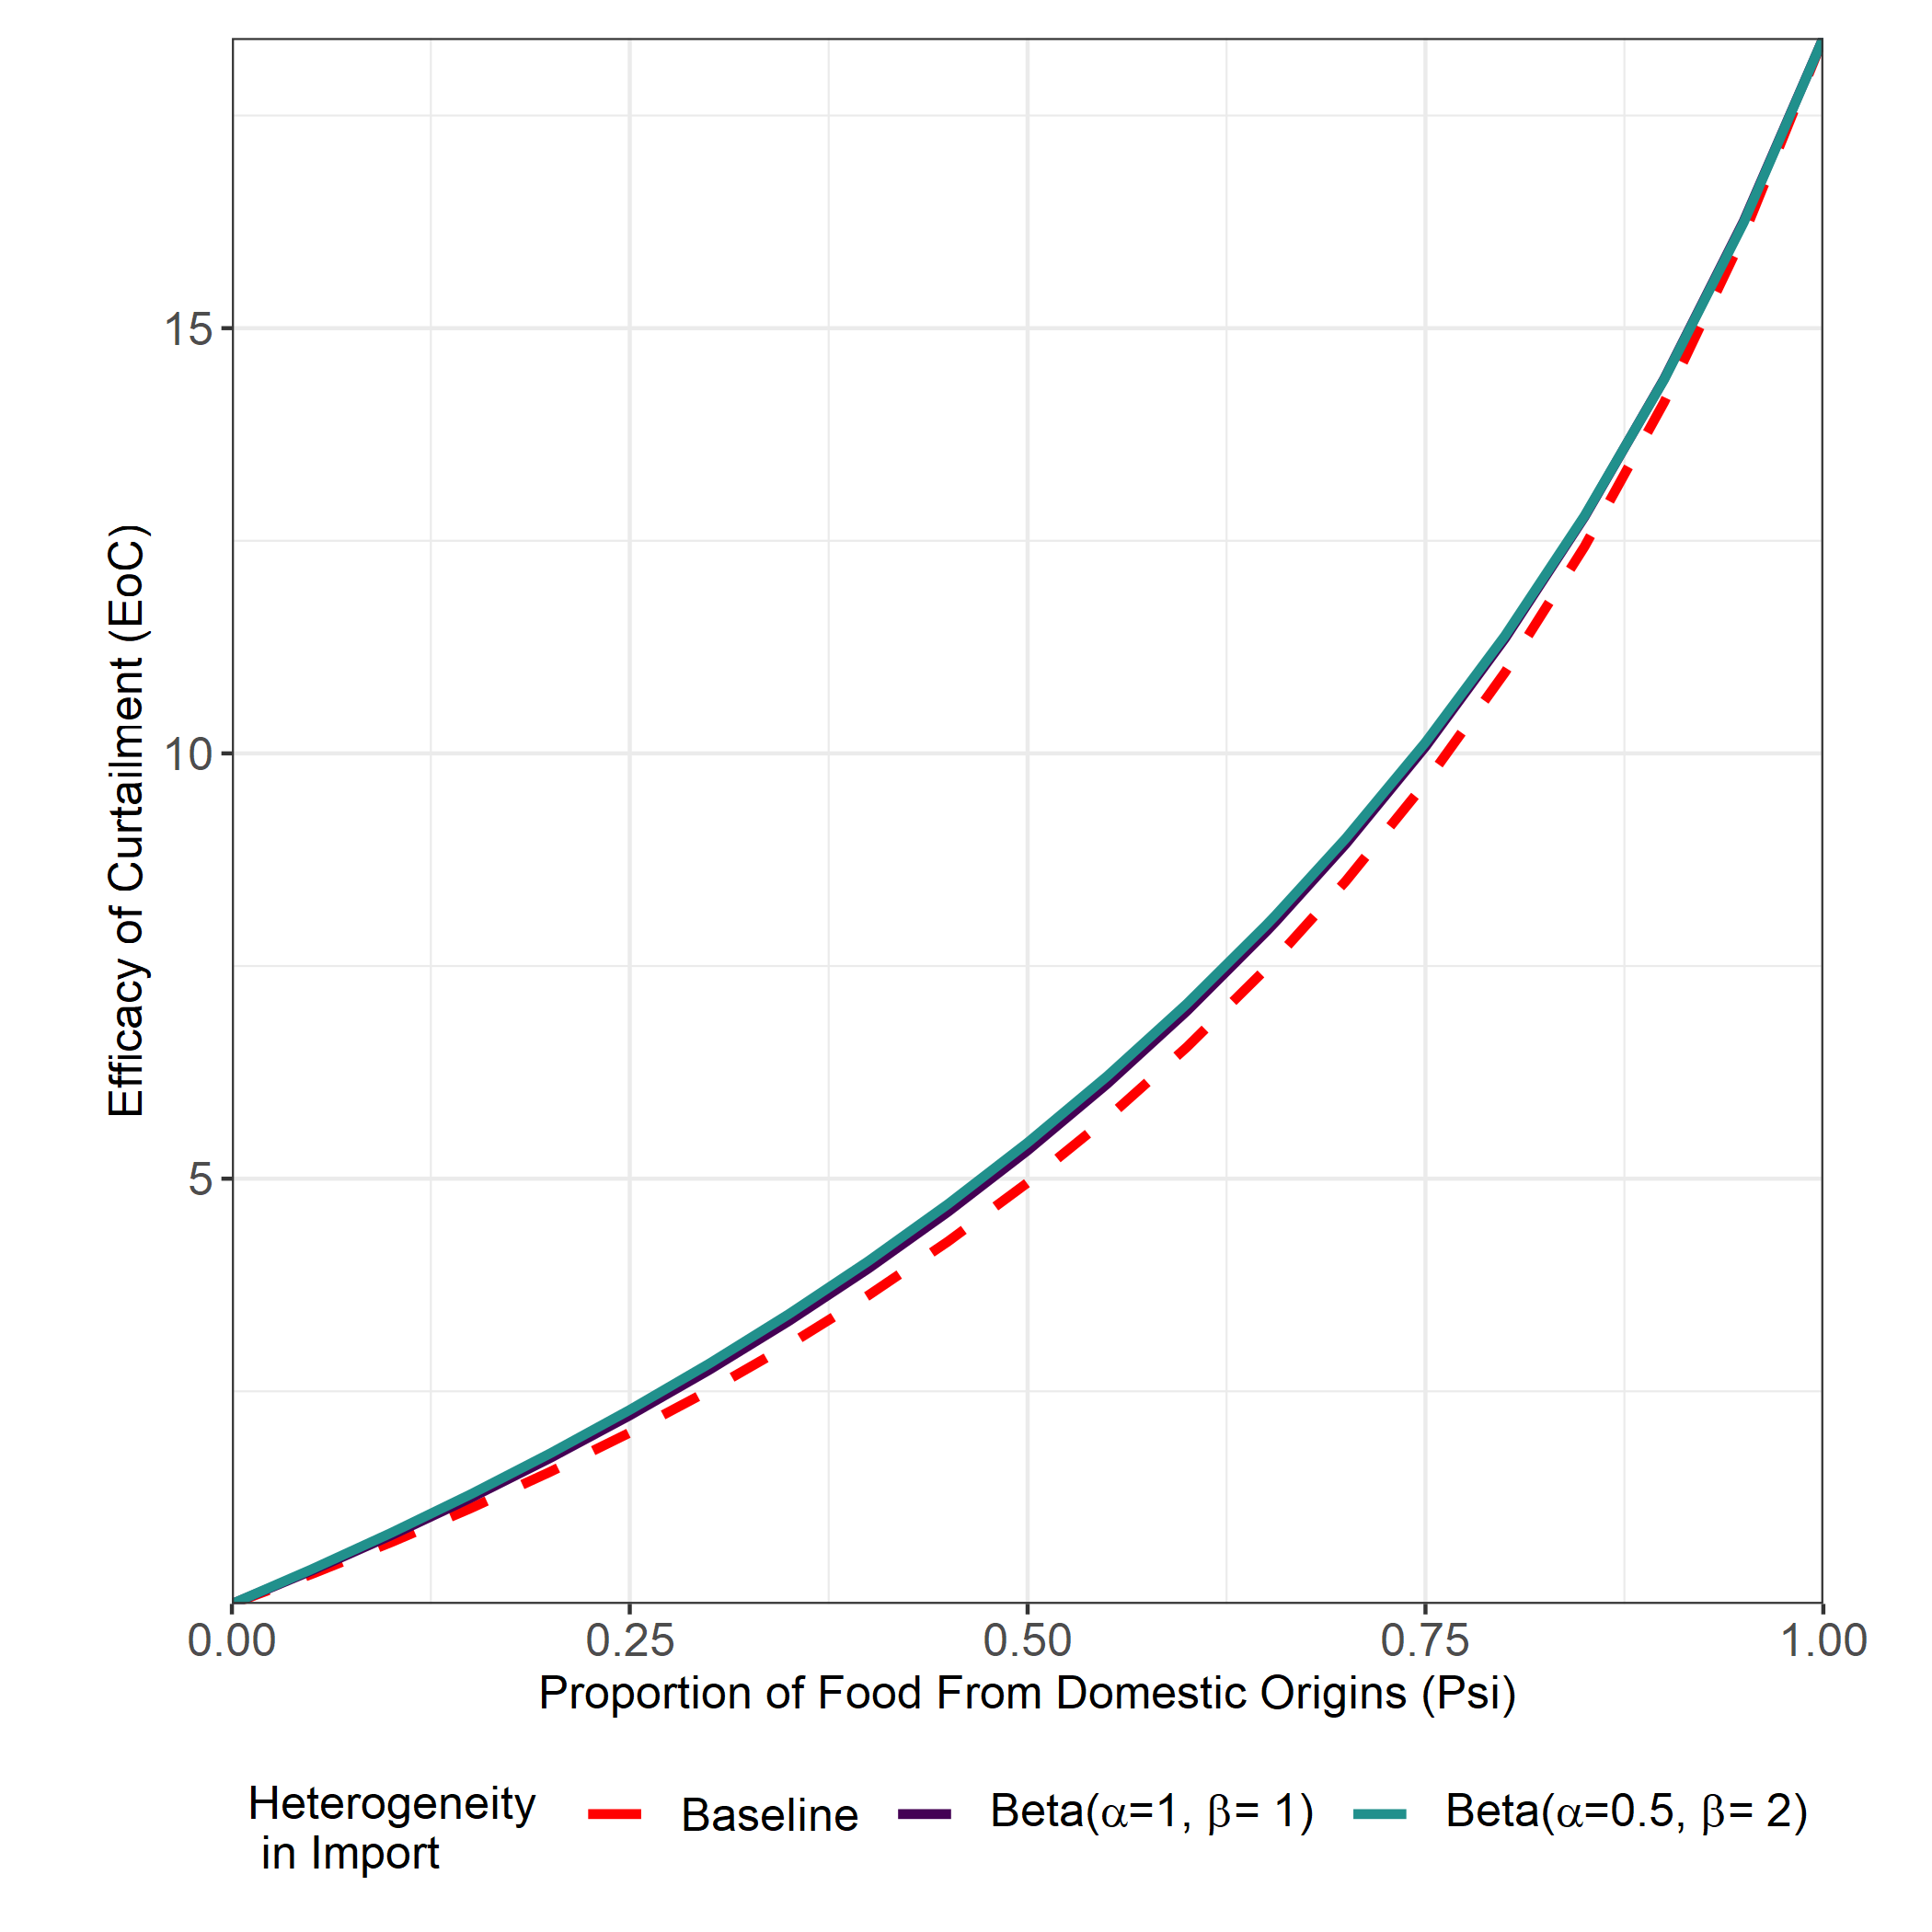 Efficacy of Curtailment (EoC)
15
10
5
0.00 0.25 0.50 0.75 1.00
Proportion of Food From Domestic Origins (Psi)
Heterogeneity
in Import
Baseline
Beta(α=1, β= 1)
Beta(α=0.5, β= 2)